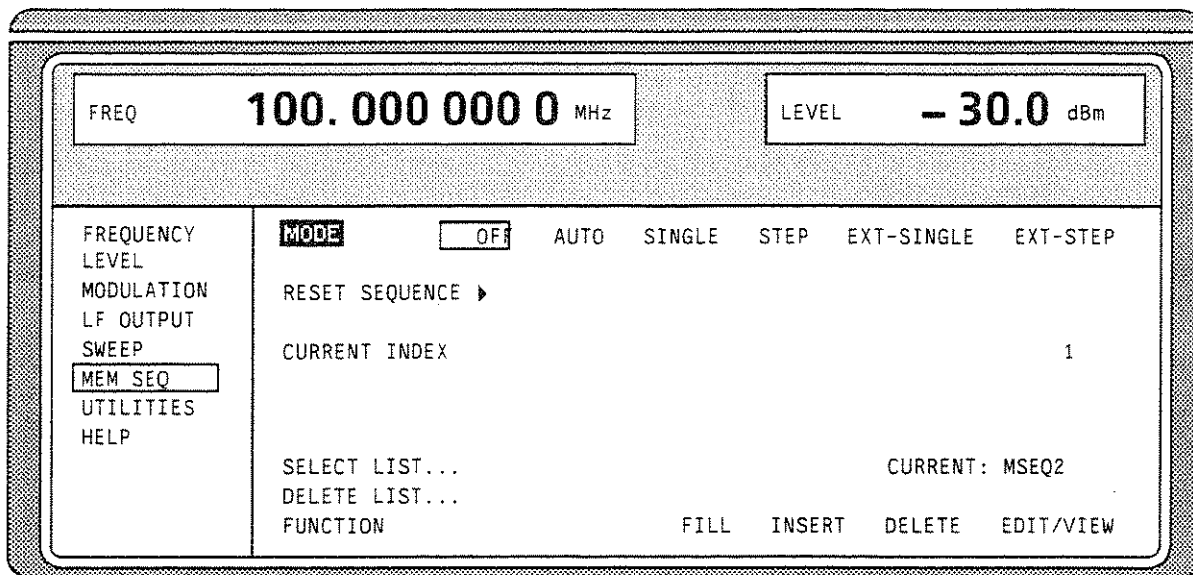 FREQ 100. 000 000 0 MHz LEVEL – 30.0 dBm
FREQUENCY
LEVEL
MODULATION
LF OUTPUT
SWEEP
MEM SEQ
UTILITIES
HELP
MODE OFF AUTO SINGLE STEP EXT-SINGLE EXT-STEP
RESET SEQUENCE ▶
CURRENT INDEX 1
SELECT LIST... CURRENT: MSEQ2
DELETE LIST...
FUNCTION FILL INSERT DELETE EDIT/VIEW